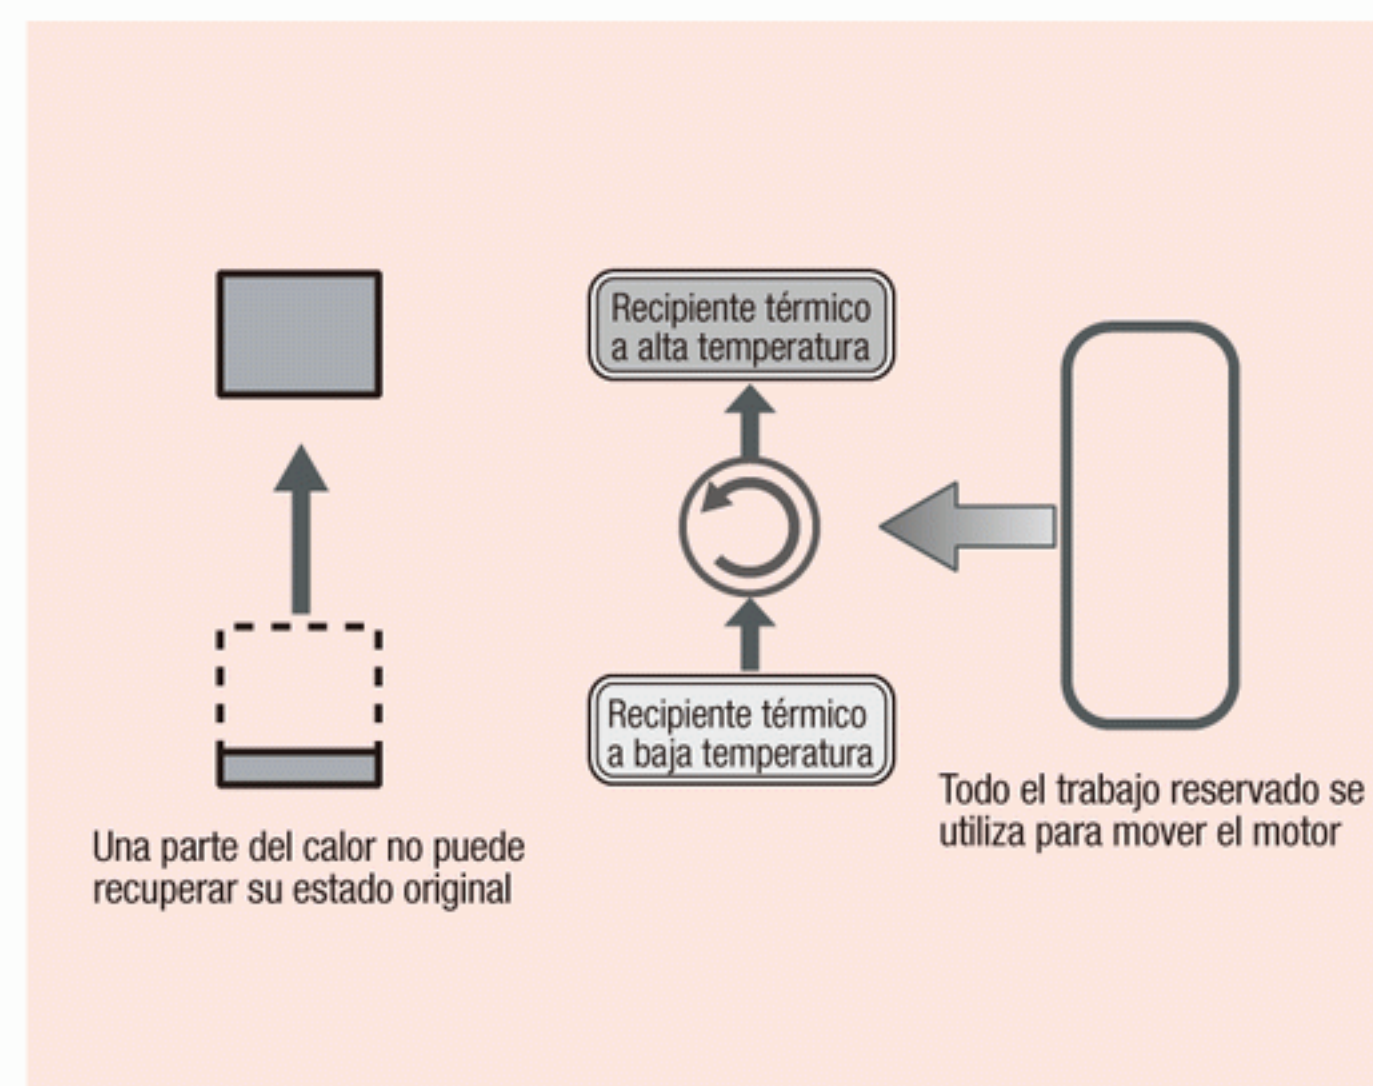 Recipiente térmico
a alta temperatura
Recipiente térmico
a baja temperatura
Todo el trabajo reservado se
utiliza para mover el motor
Una parte del calor no puede
recuperar su estado original